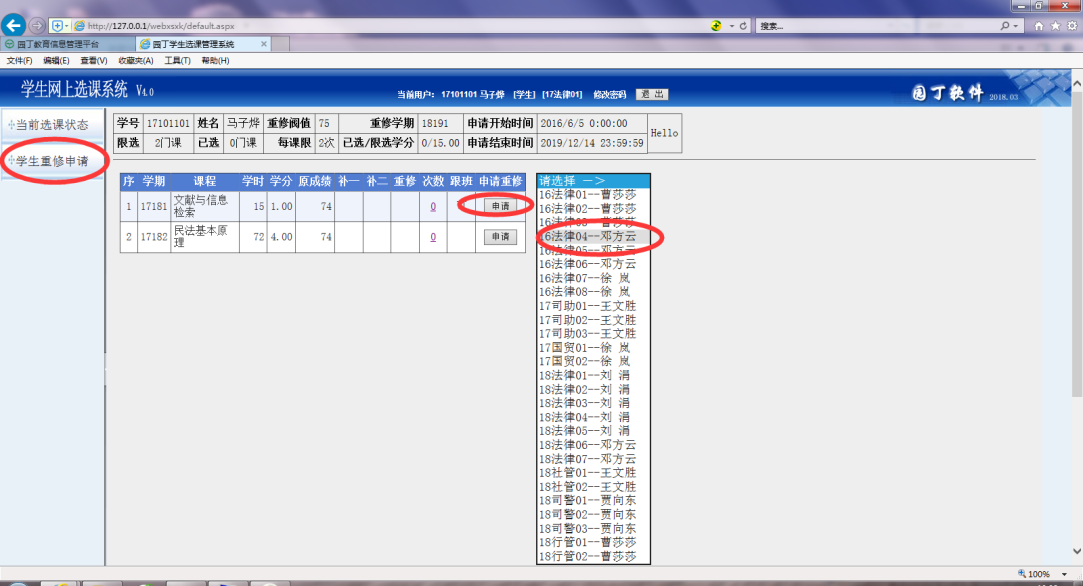 http://127.0.0.1/webxsxk/default.aspx
搜索...
园丁教育信息管理平台
园丁学生选课管理系统
文件(F) 编辑(E) 查看(V) 收藏夹(A) 工具(T) 帮助(H)
学生网上选课系统 V4.0
当前用户: 17101101 马子烨 [学生] [17法律01] 修改密码 退 出
园丁软件 2018.03
当前选课状态
学生重修申请
学号 17101101 姓名 马子烨 重修阀值 75 重修学期 18191 申请开始时间 2016/6/5 0:00:00 Hello
限选 2门课 已选 0门课 每课限 2次 已选/限选学分 0/15.00 申请结束时间 2019/12/14 23:59:59
序 学期 课程 学时 学分 原成绩 补一 补二 重修 次数 跟班 申请重修
1 17181 文献与信息检索 15 1.00 74 0 申请
2 17182 民法基本原理 72 4.00 74 0 申请
请选择 -->
16法律01--曹莎莎
16法律02--曹莎莎
16法律03--曹莎莎
16法律04--邓方云
16法律05--邓方云
16法律06--邓方云
16法律07--徐 岚
16法律08--徐 岚
17司助01--王文胜
17司助02--王文胜
17司助03--王文胜
17国贸01--徐 岚
17国贸02--徐 岚
18法律01--刘 涓
18法律02--刘 涓
18法律03--刘 涓
18法律04--刘 涓
18法律05--刘 涓
18法律06--邓方云
18法律07--邓方云
18社管01--王文胜
18社管02--王文胜
18司警01--贾向东
18司警02--贾向东
18司警03--贾向东
18行管01--曹莎莎
18行管02--曹莎莎
100%